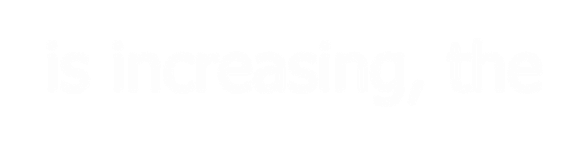 is increasing, the